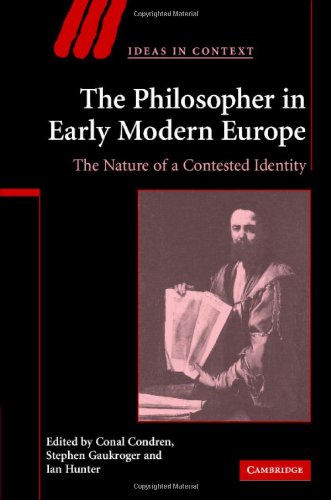 IDEAS IN CONTEXT
The Philosopher in
Early Modern Europe
The Nature of a Contested Identity
Edited by Conal Condren,
Stephen Gaukroger and
Ian Hunter
CAMBRIDGE